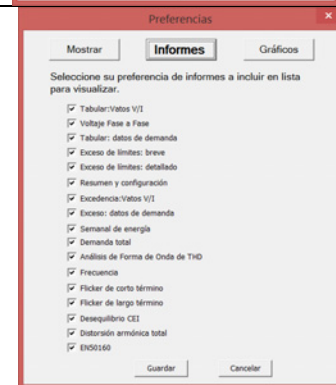 Preferencias
x
Mostrar Informes Gráficos
Seleccione su preferencia de informes a incluir en lista
para visualizar.
Tabular:Vatos V/I
Voltaje Fase a Fase
Tabular: datos de demanda
Exceso de límites: breve
Exceso de límites: detallado
Resumen y configuración
Excedencia:Vatos V/I
Exceso: datos de demanda
Semanal de energía
Demanda total
Análisis de Forma de Onda de THD
Frecuencia
Flicker de corto término
Flicker de largo término
Desequilibrio CEI
Distorsión armónica total
EN50160
Guardar Cancelar